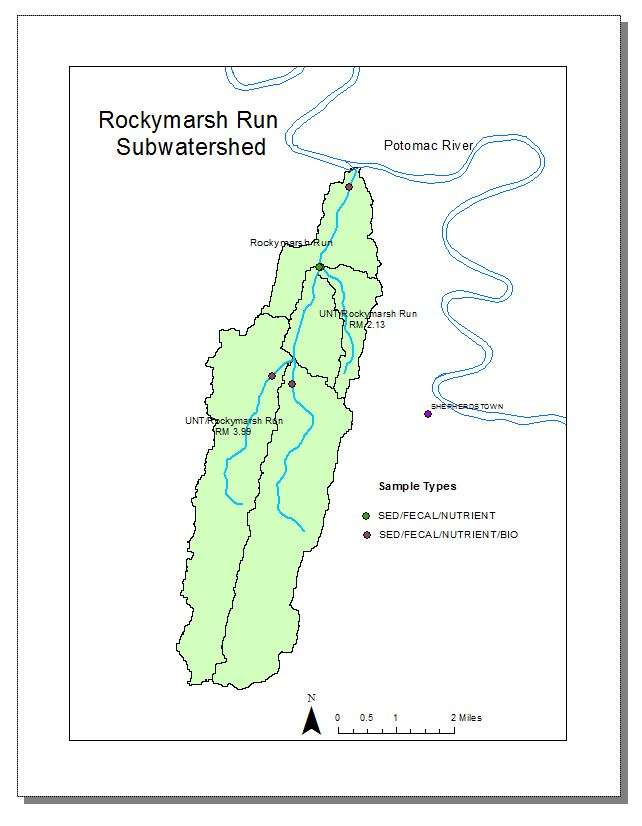 Rockymarsh Run
Subwatershed
Potomac River
Rockymarsh Run
UNT/Rockymarsh Run
RM 2.13
SHEPHERDSTOWN
UNT/Rockymarsh Run
RM 3.99
Sample Types
SED/FECAL/NUTRIENT
SED/FECAL/NUTRIENT/BIO
N
0 0.5 1 2 Miles